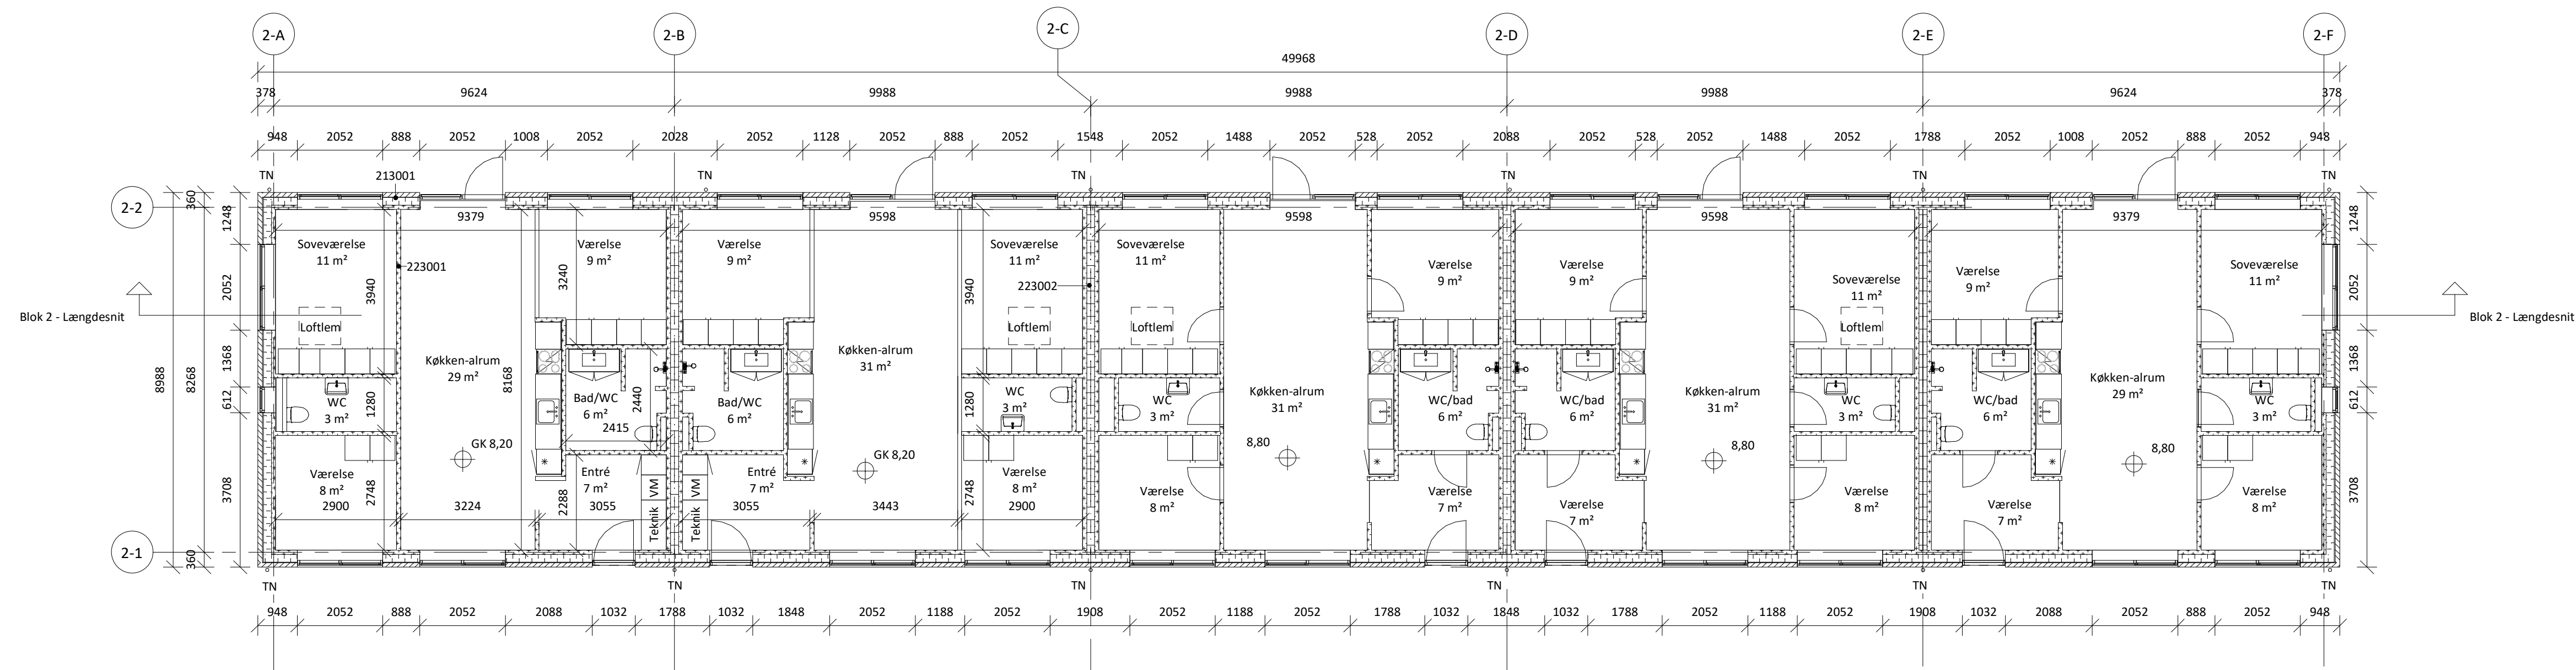 2-A
2-B
2-C
2-D
2-E
2-F
49968
378
9624
9988
9988
9988
9624
378
948
2052
888
2052
1008
2052
2028
2052
1128
2052
888
2052
1548
2052
1488
2052
528
2052
2088
2052
528
2052
1488
2052
1788
2052
1008
2052
888
2052
948
TN
213001
TN
TN
TN
TN
TN
2-2
360
1248
2052
1368
612
3708
8988
8268
360
2-1
9379
9598
9598
9598
9379
1248
2052
1368
612
3708
Soveværelse
11 m²
223001
3940
3240
Værelse
9 m²
Værelse
9 m²
Soveværelse
11 m²
223002
3940
Soveværelse
11 m²
Værelse
9 m²
Værelse
9 m²
Soveværelse
11 m²
Værelse
9 m²
Soveværelse
11 m²
Blok 2 - Længdesnit
Blok 2 - Længdesnit
Loftlem
Loftlem
Loftlem
Loftlem
Køkken-alrum
29 m²
8168
Køkken-alrum
31 m²
Køkken-alrum
31 m²
Køkken-alrum
31 m²
Køkken-alrum
29 m²
WC
3 m²
1280
Bad/WC
6 m²
2440
2415
Bad/WC
6 m²
1280
WC
3 m²
WC
3 m²
WC/bad
6 m²
WC/bad
6 m²
WC
3 m²
WC/bad
6 m²
WC
3 m²
GK 8,20
GK 8,20
8,80
8,80
8,80
Værelse
8 m²
2900
2748
3224
2288
Entré
7 m²
3055
VM
Teknik
VM
Teknik
Entré
7 m²
3055
3443
2748
Værelse
8 m²
2900
Værelse
8 m²
Værelse
7 m²
Værelse
7 m²
Værelse
8 m²
Værelse
7 m²
Værelse
8 m²
TN
TN
TN
TN
TN
TN
948
2052
888
2052
2088
1032
1788
1032
1848
2052
1188
2052
1908
2052
1188
2052
1788
1032
1848
1032
1788
2052
1188
2052
1908
1032
2088
2052
888
2052
948